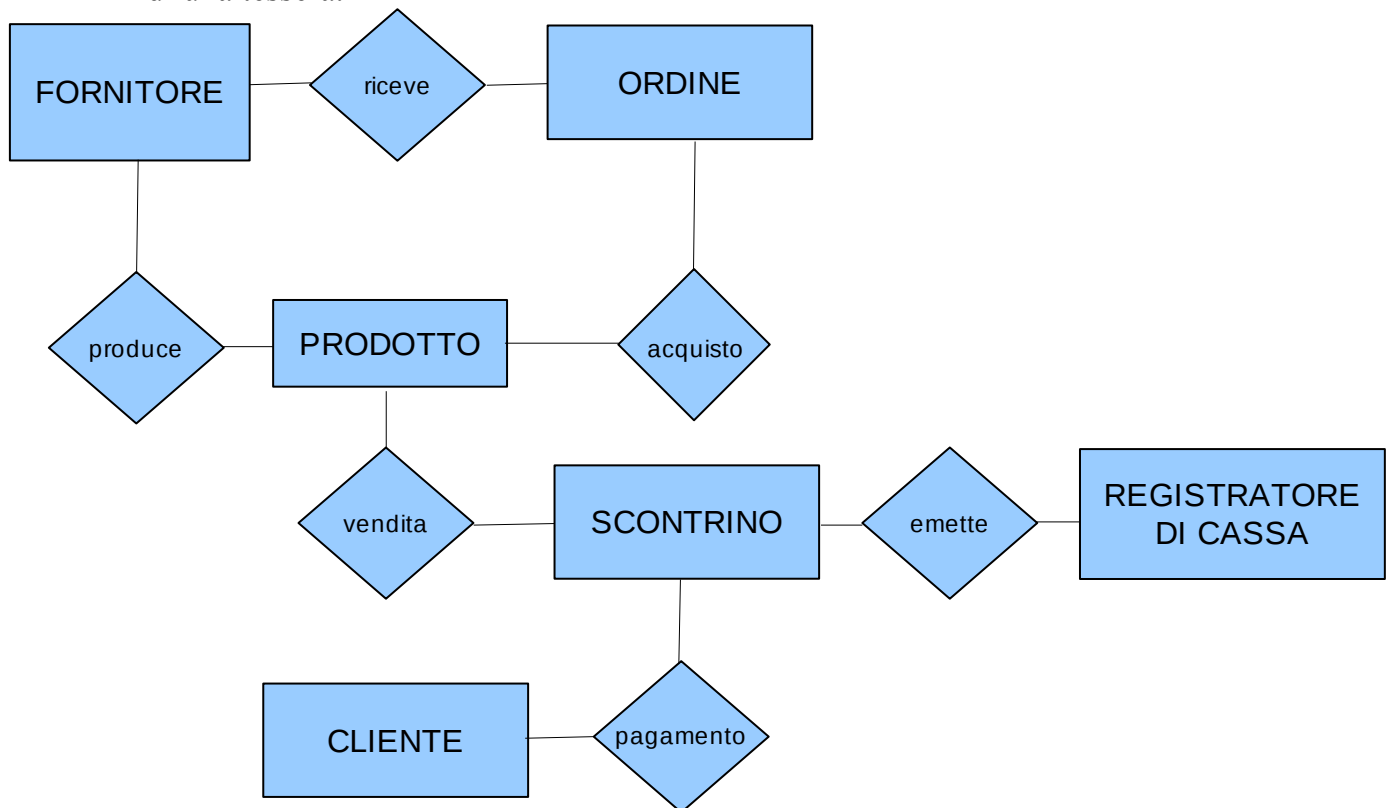 FORNITORE
riceve
ORDINE
produce
PRODOTTO
acquisto
vendita
SCONTRINO
emette
REGISTRATORE
DI CASSA
CLIENTE
pagamento